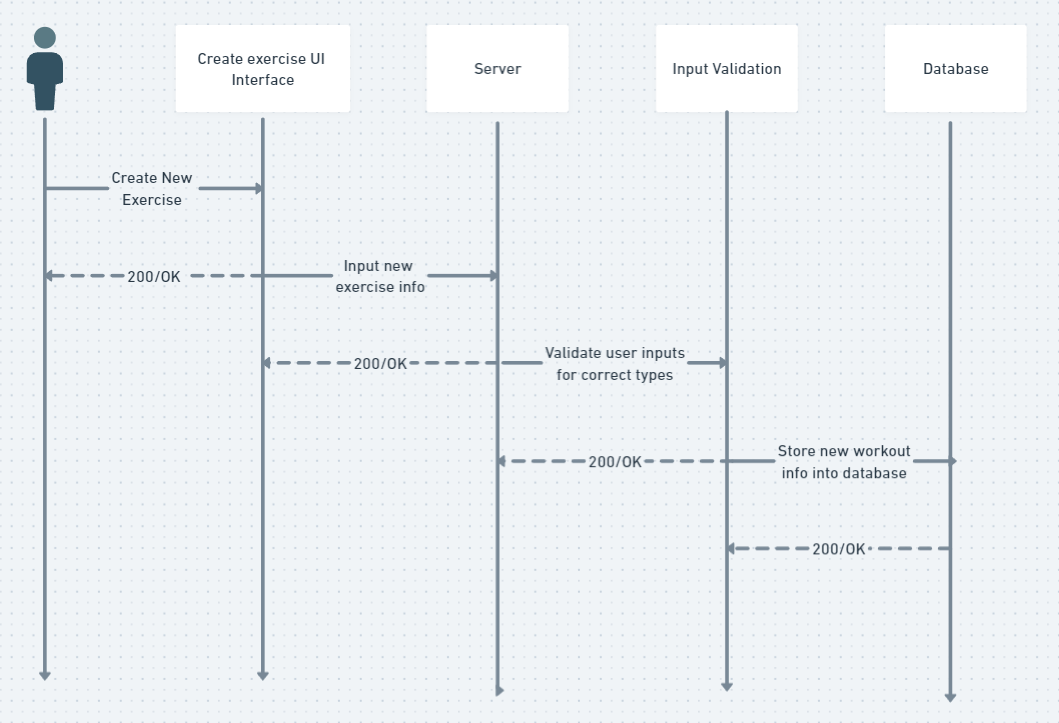 Create exercise UI
Interface
Server
Input Validation
Database
Create New
Exercise
200/OK
Input new
exercise info
200/OK
Validate user inputs
for correct types
200/OK
Store new workout
info into database
200/OK